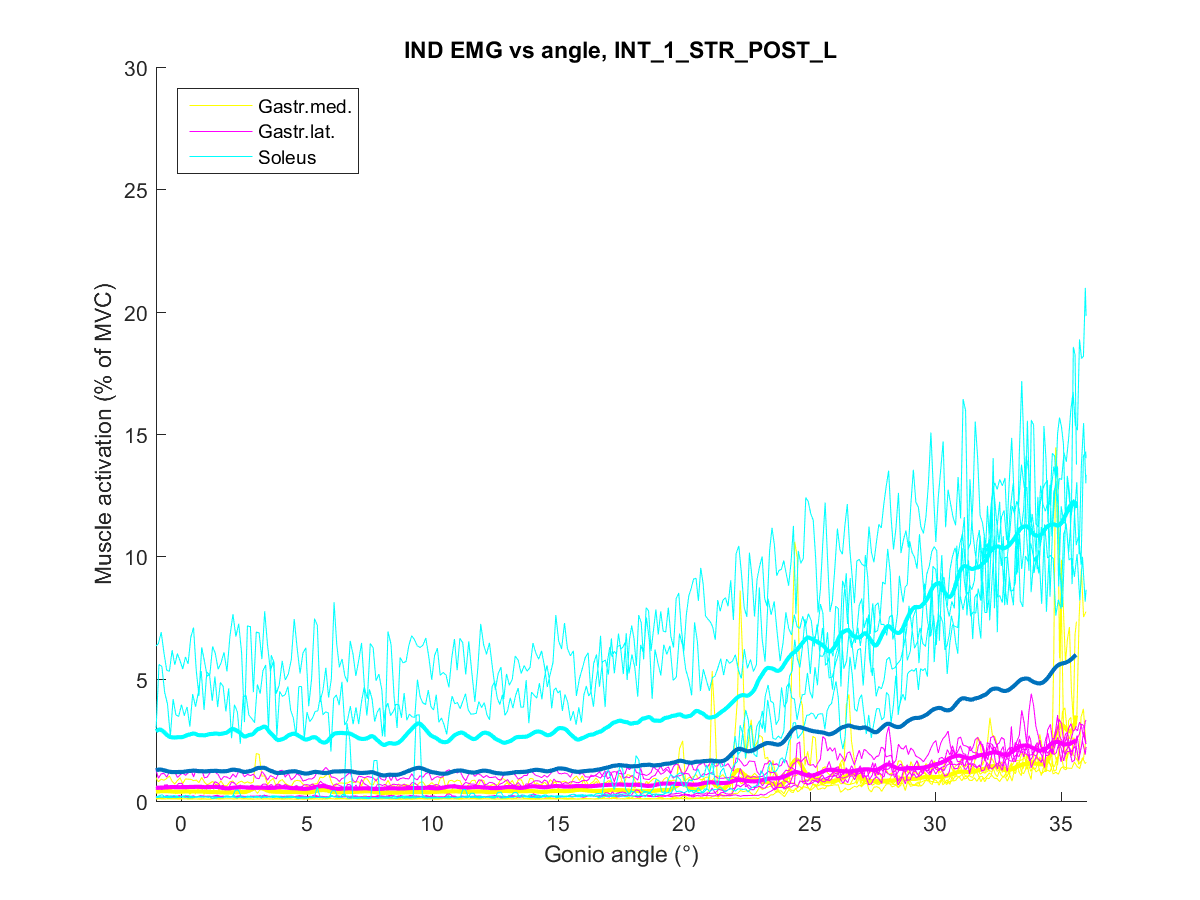 IND EMG vs angle, INT_1_STR_POST_L
30
25
20
15
10
5
0
Muscle activation (% of MVC)
Gastr.med.
Gastr.lat.
Soleus
0 5 10 15 20 25 30 35
Gonio angle (°)